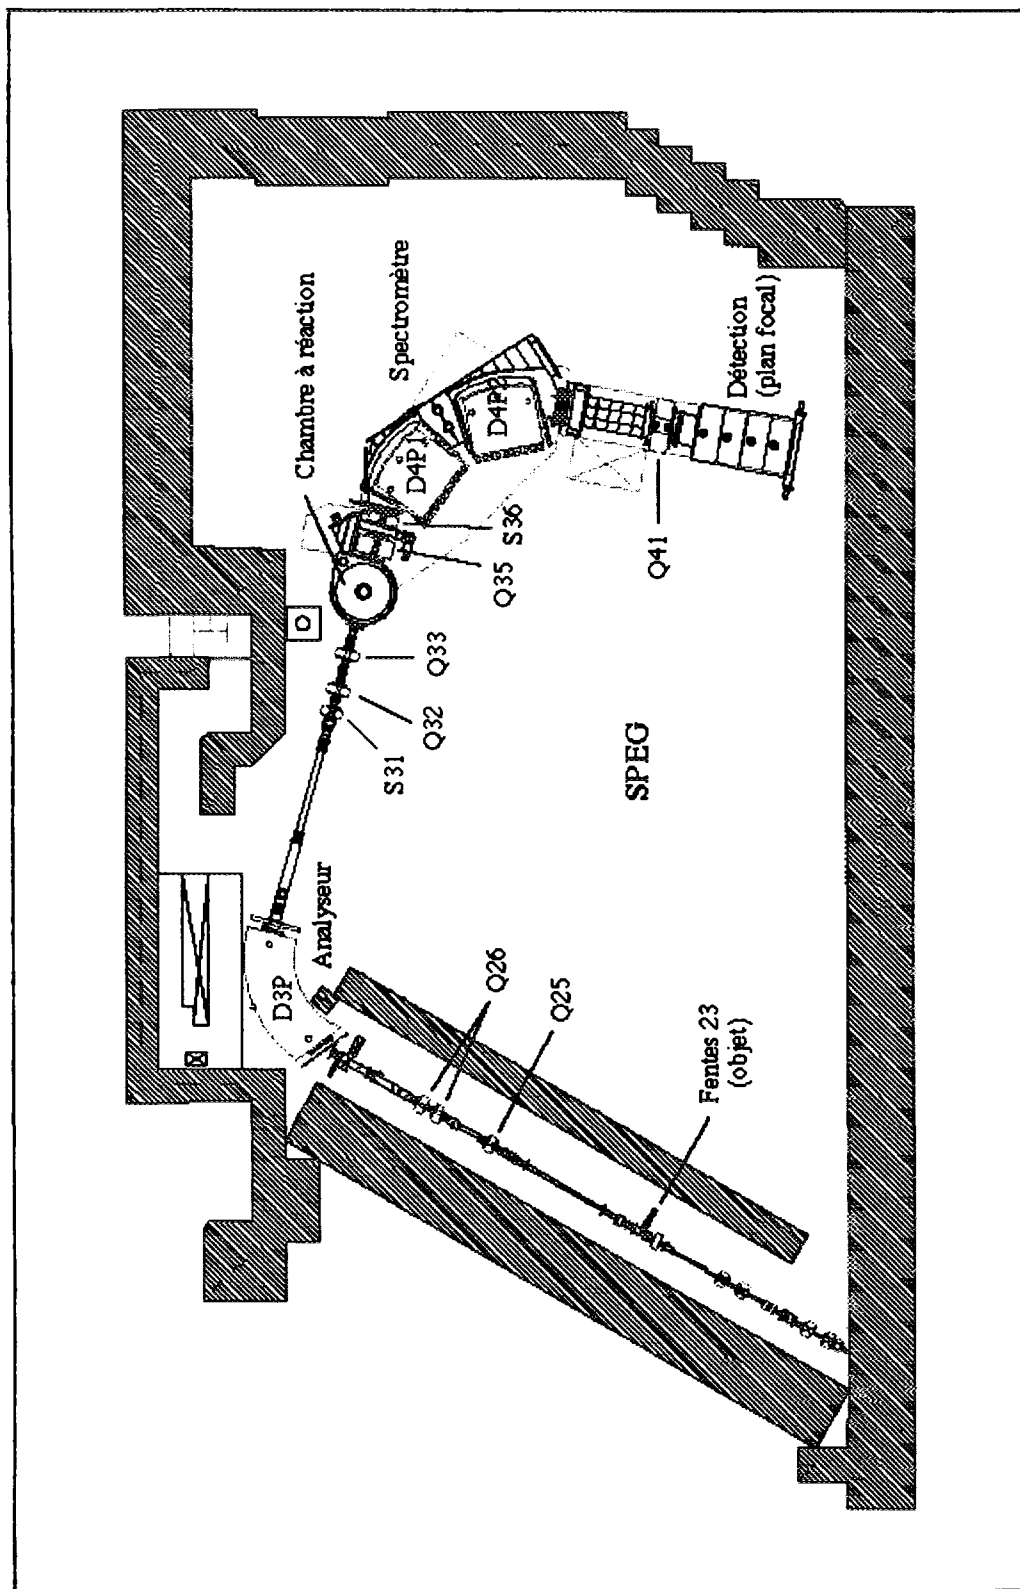 D3P
Chambre à réaction
Analyseur
Spectromètre
S31
D4P1
Q32
Q33
D4P2
Q26
Q35
S36
Q25
SPEG
Q41
Fentes 23
(objet)
Détection
(plan focal)